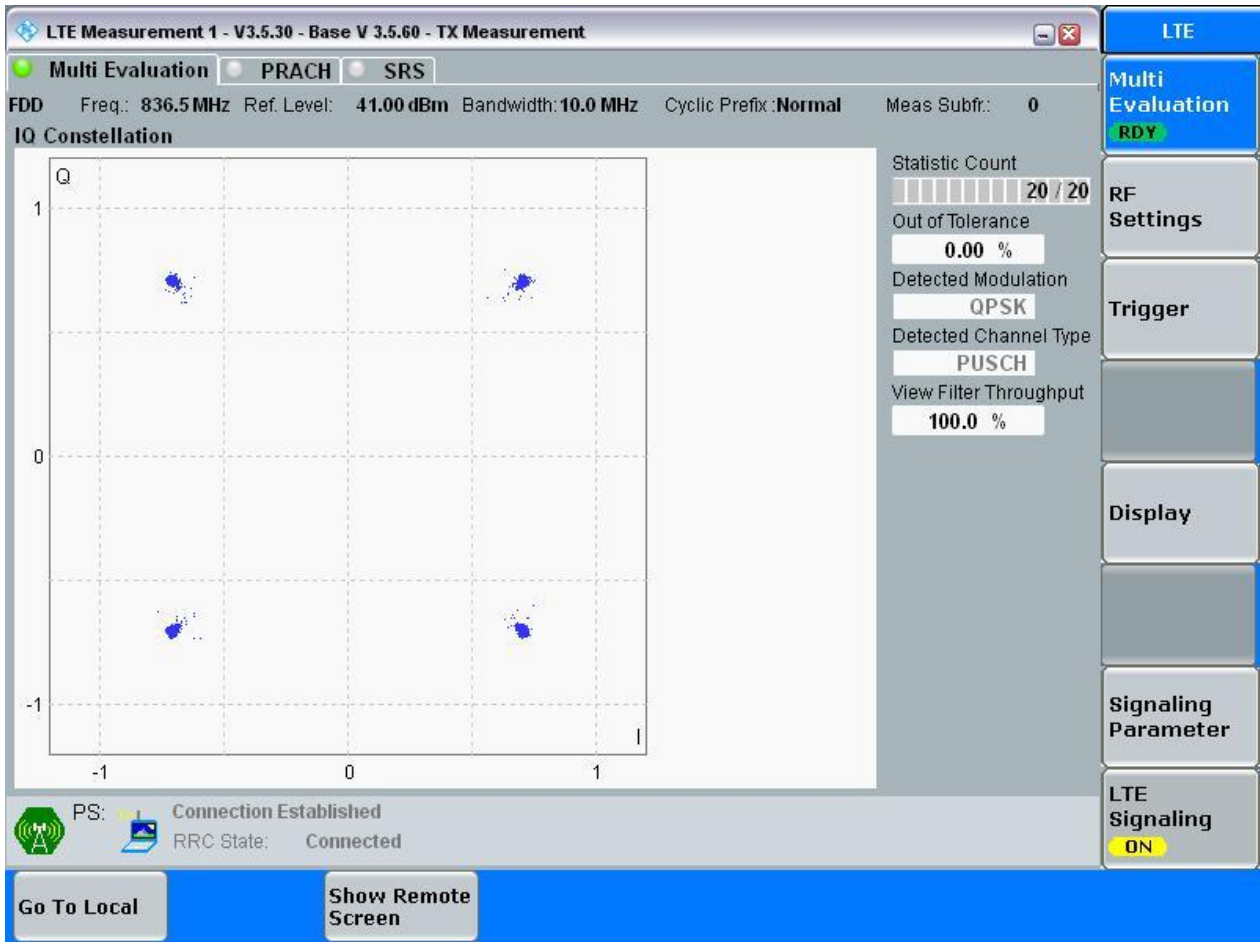 LTE Measurement 1 - V3.5.30 - Base V 3.5.60 - TX Measurement
LTE
Multi Evaluation PRACH SRS
Multi
Evaluation
RDY
FDD Freq.: 836.5 MHz Ref. Level: 41.00 dBm Bandwidth: 10.0 MHz Cyclic Prefix : Normal Meas Subfr.: 0
IQ Constellation
Q
1
0
-1
I
-1 0 1
Statistic Count
20 / 20
Out of Tolerance
0.00 %
Detected Modulation
QPSK
Detected Channel Type
PUSCH
View Filter Throughput
100.0 %
RF
Settings
Trigger
Display
Signaling
Parameter
LTE
Signaling
ON
PS: Connection Established
RRC State: Connected
Go To Local
Show Remote
Screen